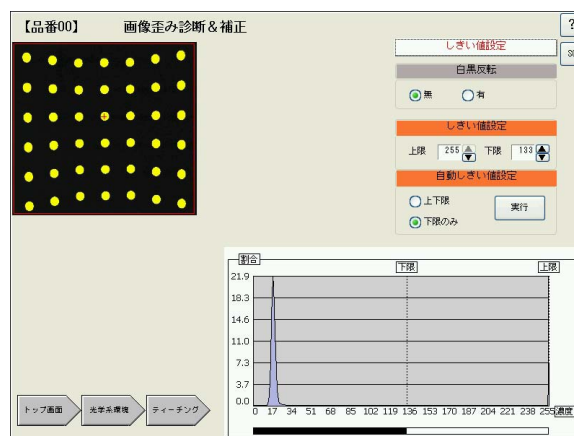 【品番00】 画像歪み診断＆補正
?
しきい値設定
白黒反転
無 有
しきい値設定
上限 255 下限 133
自動しきい値設定
上下限
下限のみ
実行
割合
下限 上限
21.9
18.3
14.6
11.0
7.3
3.7
0.0
0 17 34 51 68 85 102 119 136 153 170 187 204 221 238 255 濃度
トップ画面 光学系環境 ティーチング